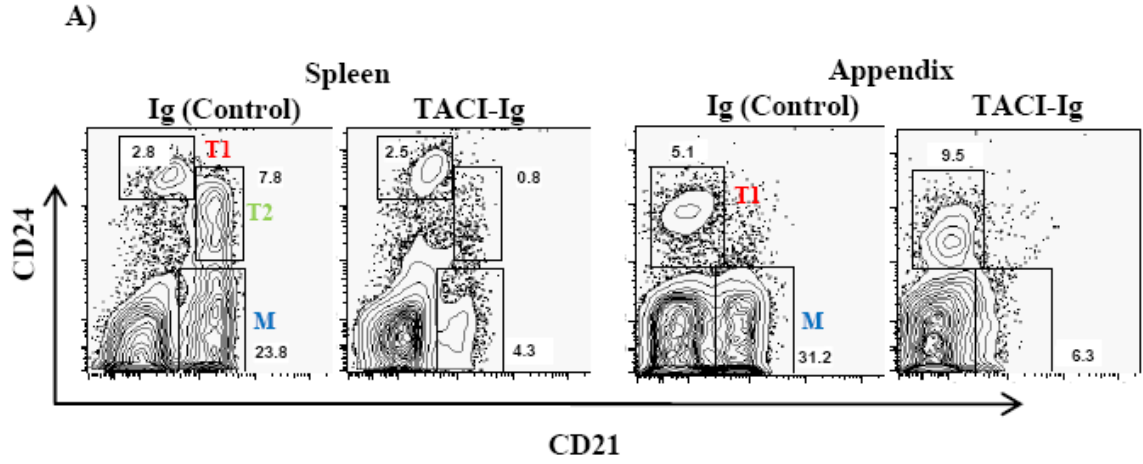 A)
Spleen Appendix
Ig (Control) TACI-Ig Ig (Control) TACI-Ig
2.8 T1 2.5 5.1 9.5
7.8 0.8
T2 T1
M M
23.8 4.3 31.2 6.3
CD24
CD21